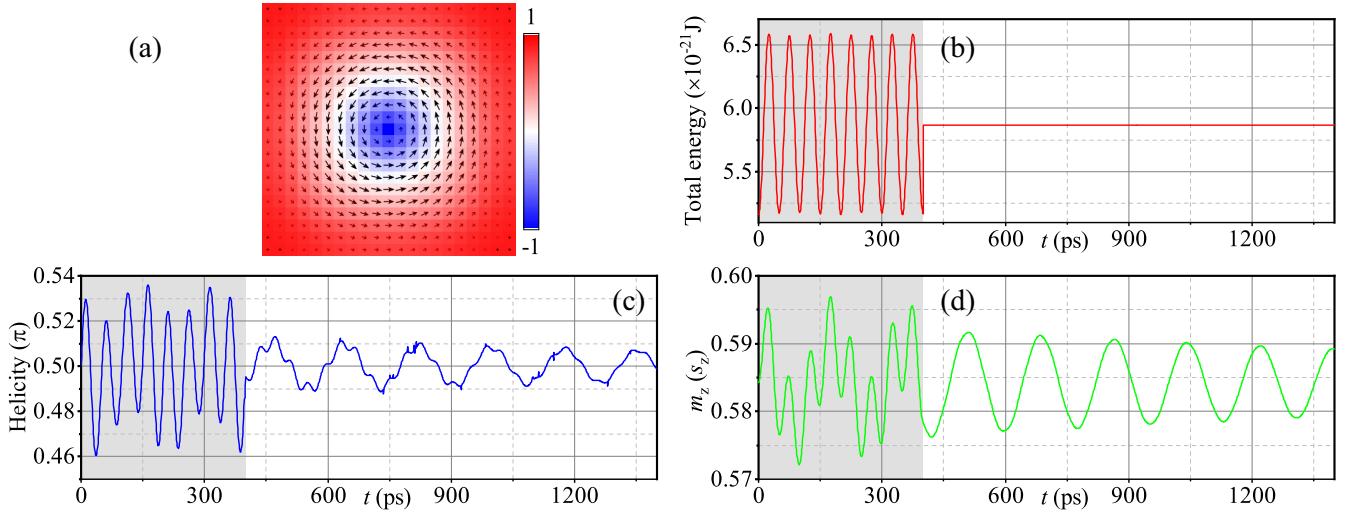 (a)
1
-1
(b)
Total energy (×10⁻²¹J)
6.5
6.0
5.5
0 300 600 900 1200
t (ps)
(c)
Helicity (π)
0.54
0.52
0.50
0.48
0.46
0 300 600 900 1200
t (ps)
(d)
m_z (s_z)
0.60
0.59
0.58
0.57
0 300 600 900 1200
t (ps)